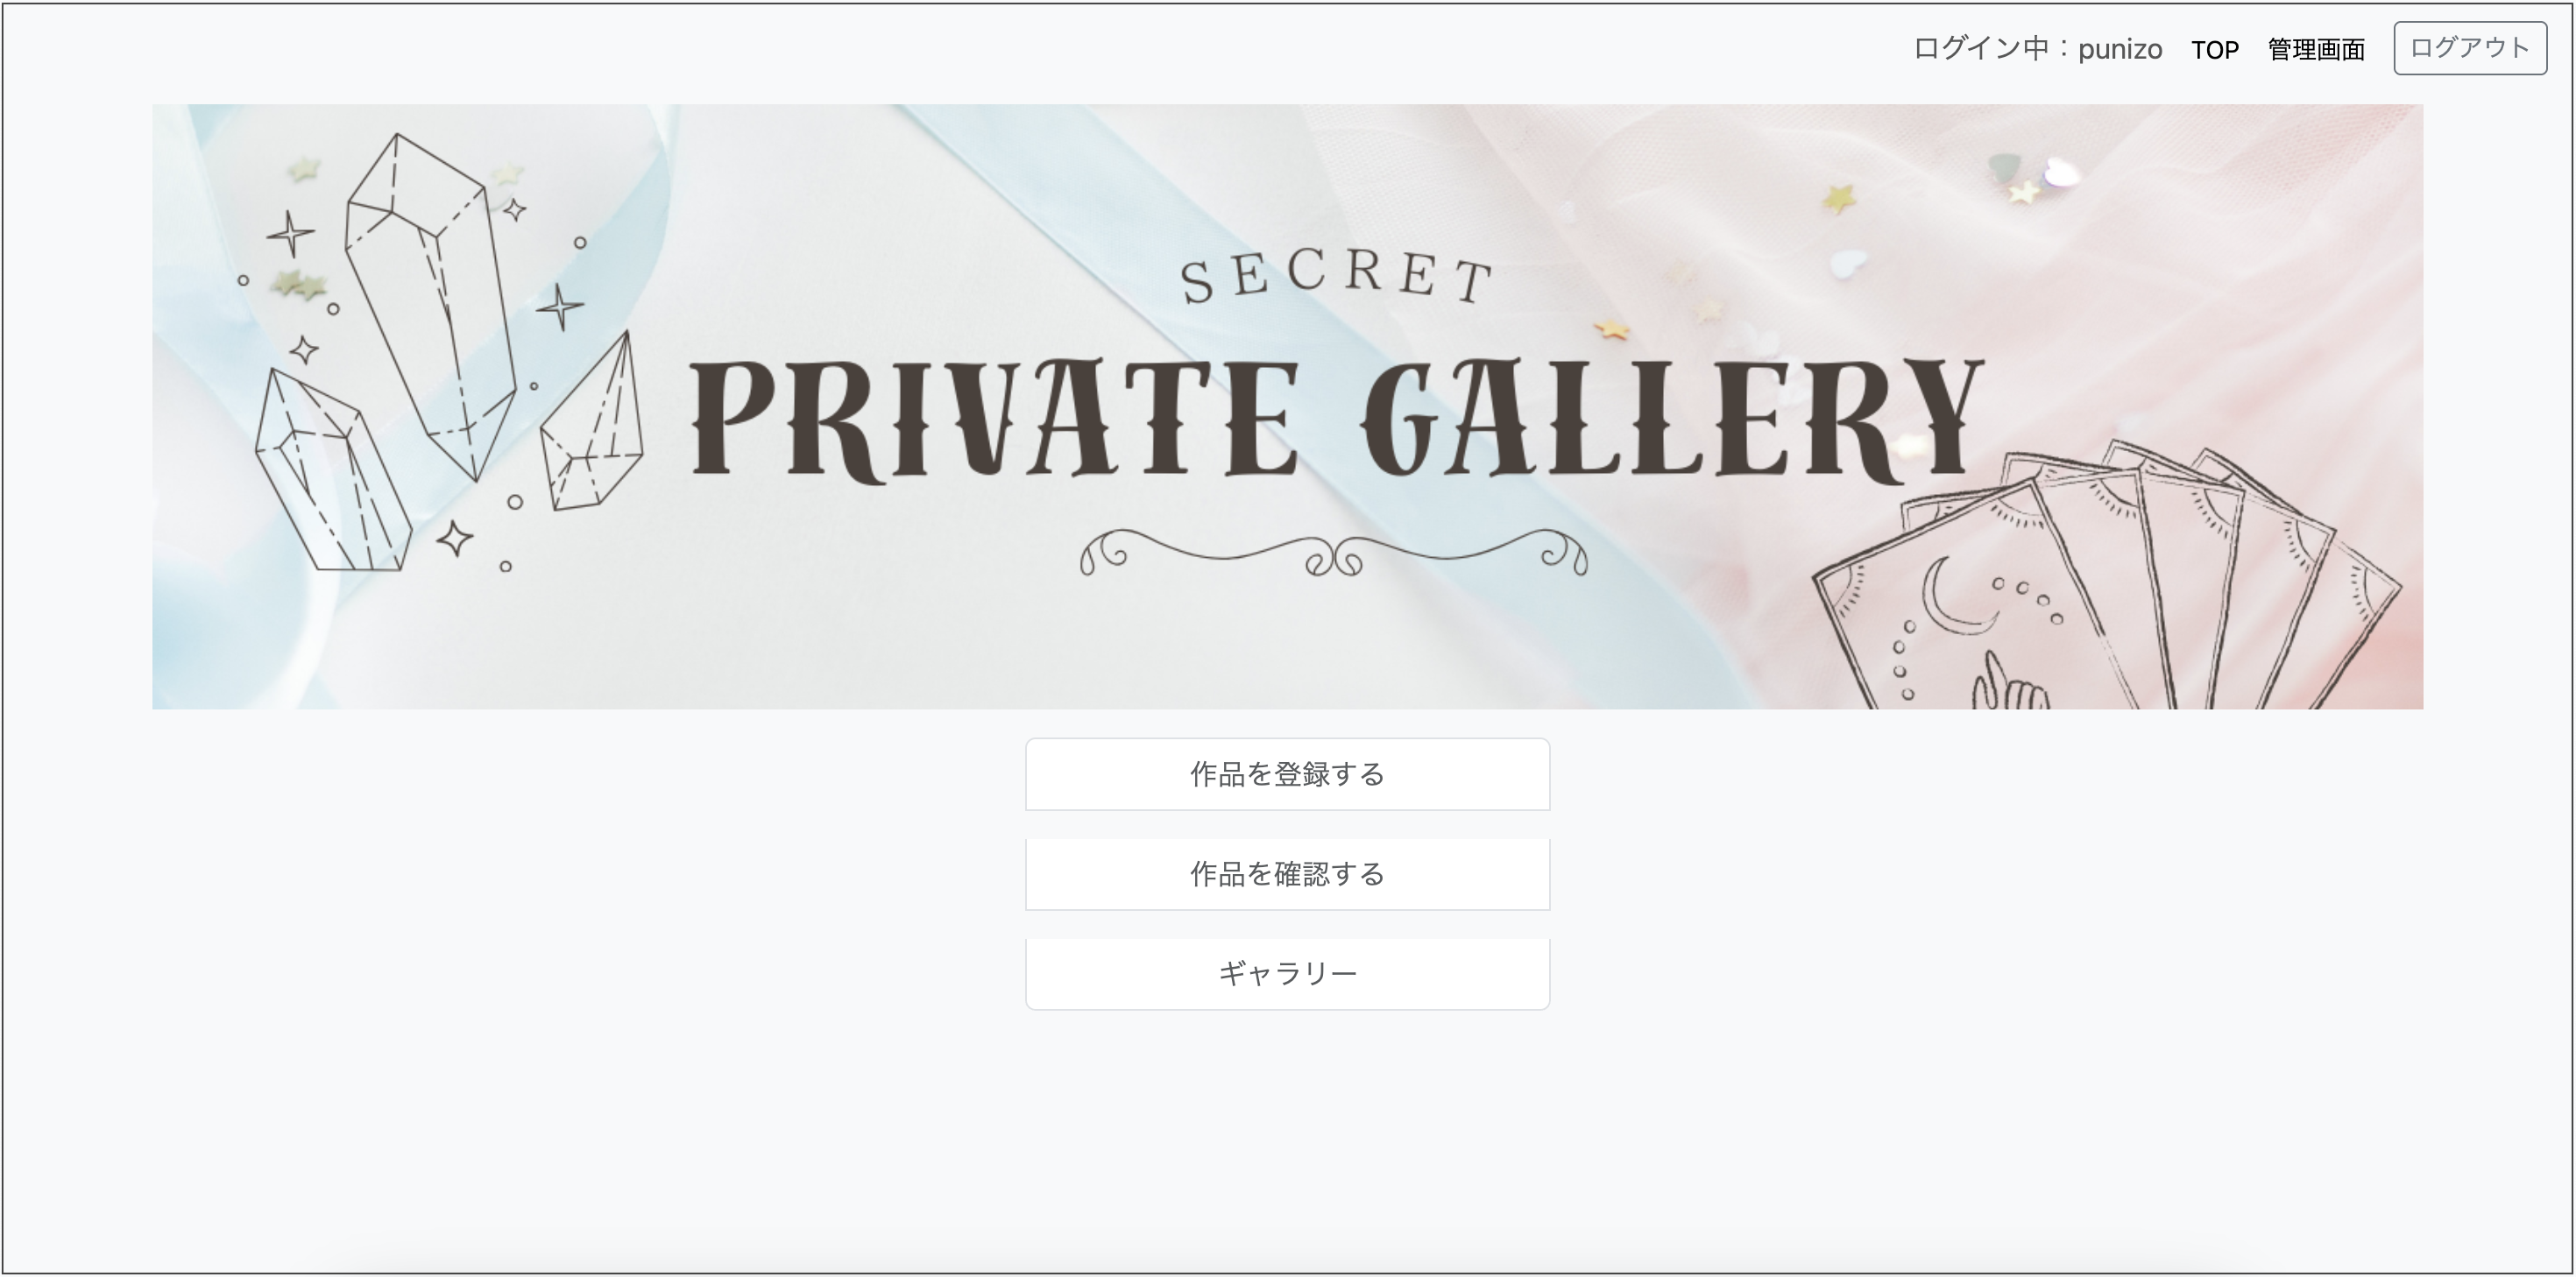 ログイン中：punizo TOP 管理画面 ログアウト
SECRET
PRIVATE GALLERY
作品を登録する
作品を確認する
ギャラリー